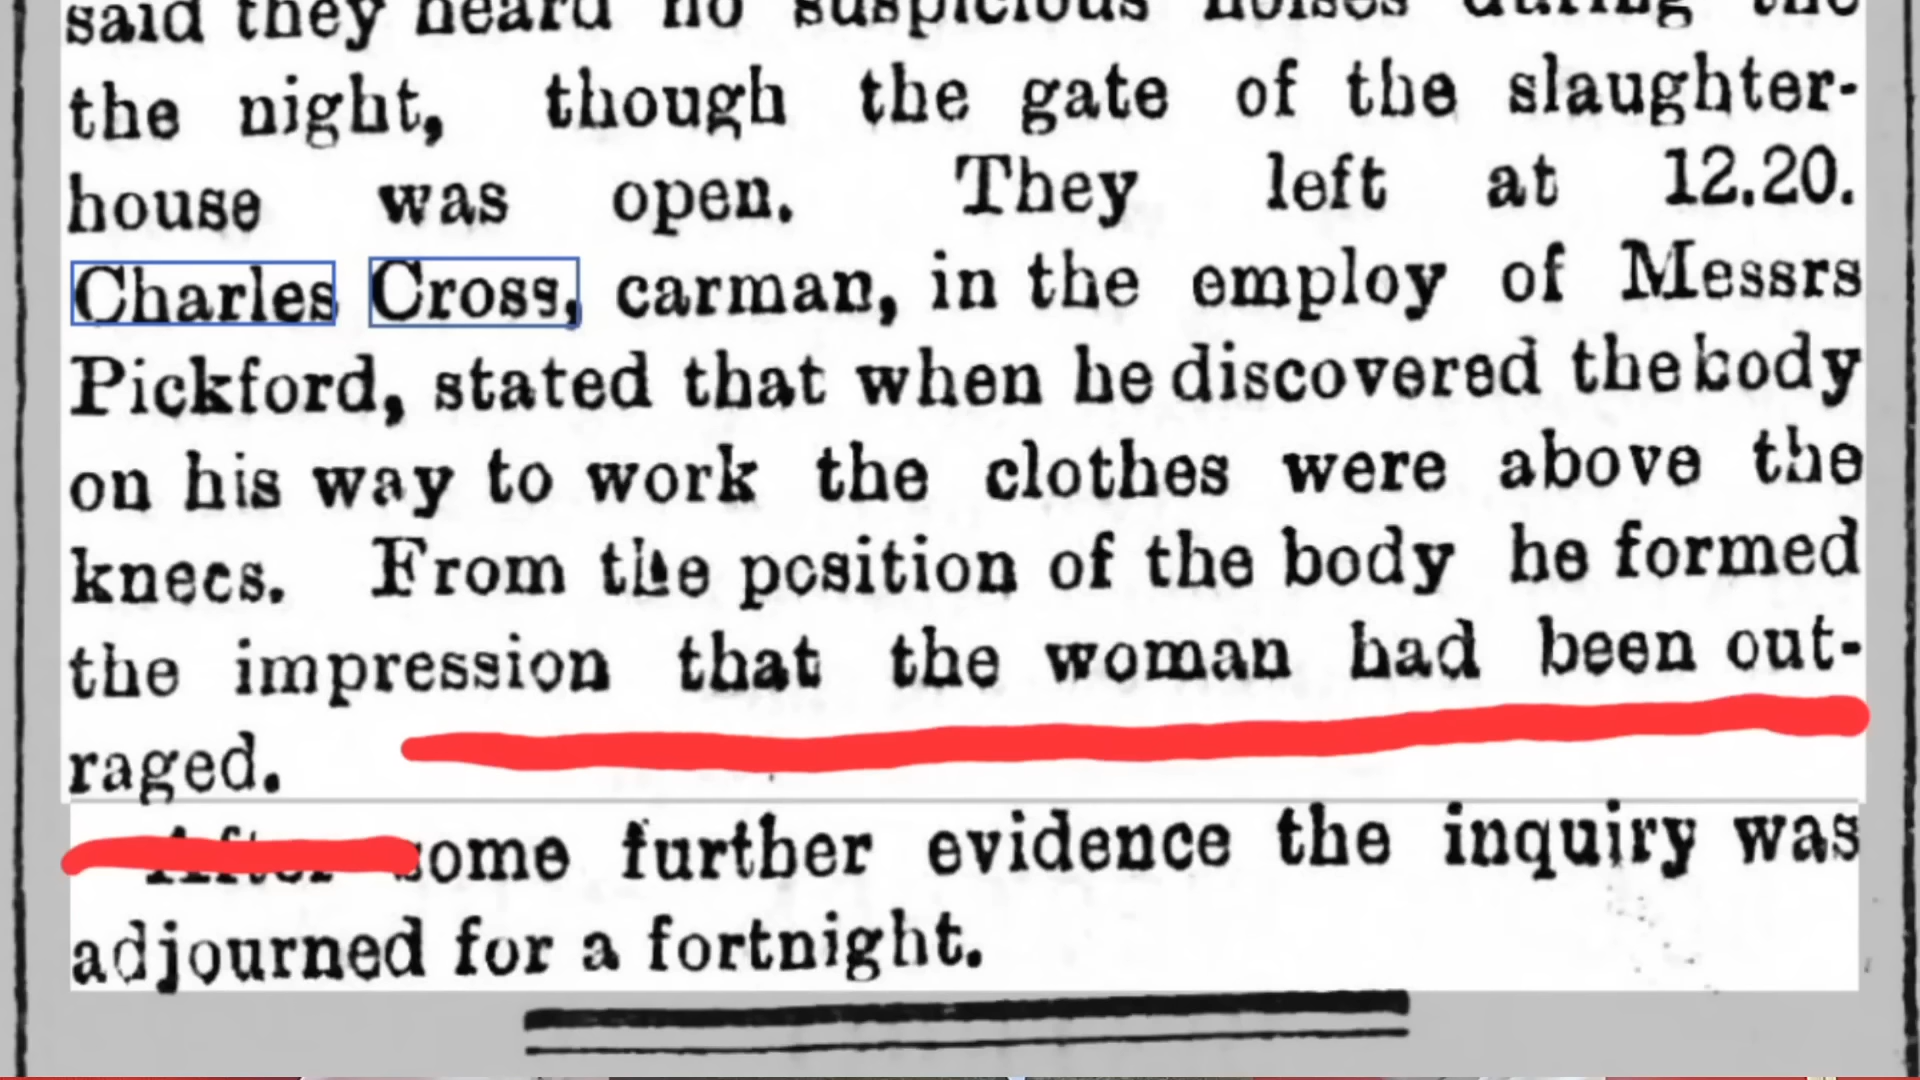 said they heard no suspicious noises during the
the night, though the gate of the slaughter-
house was open. They left at 12.20.
Charles Cross, carman, in the employ of Messrs
Pickford, stated that when he discovered the body
on his way to work the clothes were above the
knees. From the position of the body he formed
the impression that the woman had been out-
raged.
After some further evidence the inquiry was
adjourned for a fortnight.